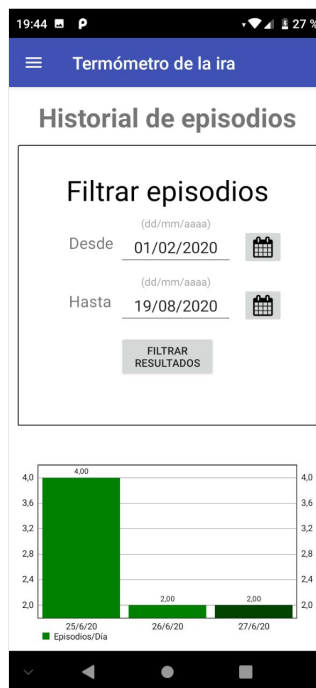 19:44 27 %
Termómetro de la ira
Historial de episodios
Filtrar episodios
(dd/mm/aaaa)
Desde 01/02/2020
(dd/mm/aaaa)
Hasta 19/08/2020
FILTRAR
RESULTADOS
4,00
4,0 4,0
3,6 3,6
3,2 3,2
2,8 2,8
2,4 2,4
2,00 2,00
2,0 2,0
25/6/20 26/6/20 27/6/20
Episodios/Día